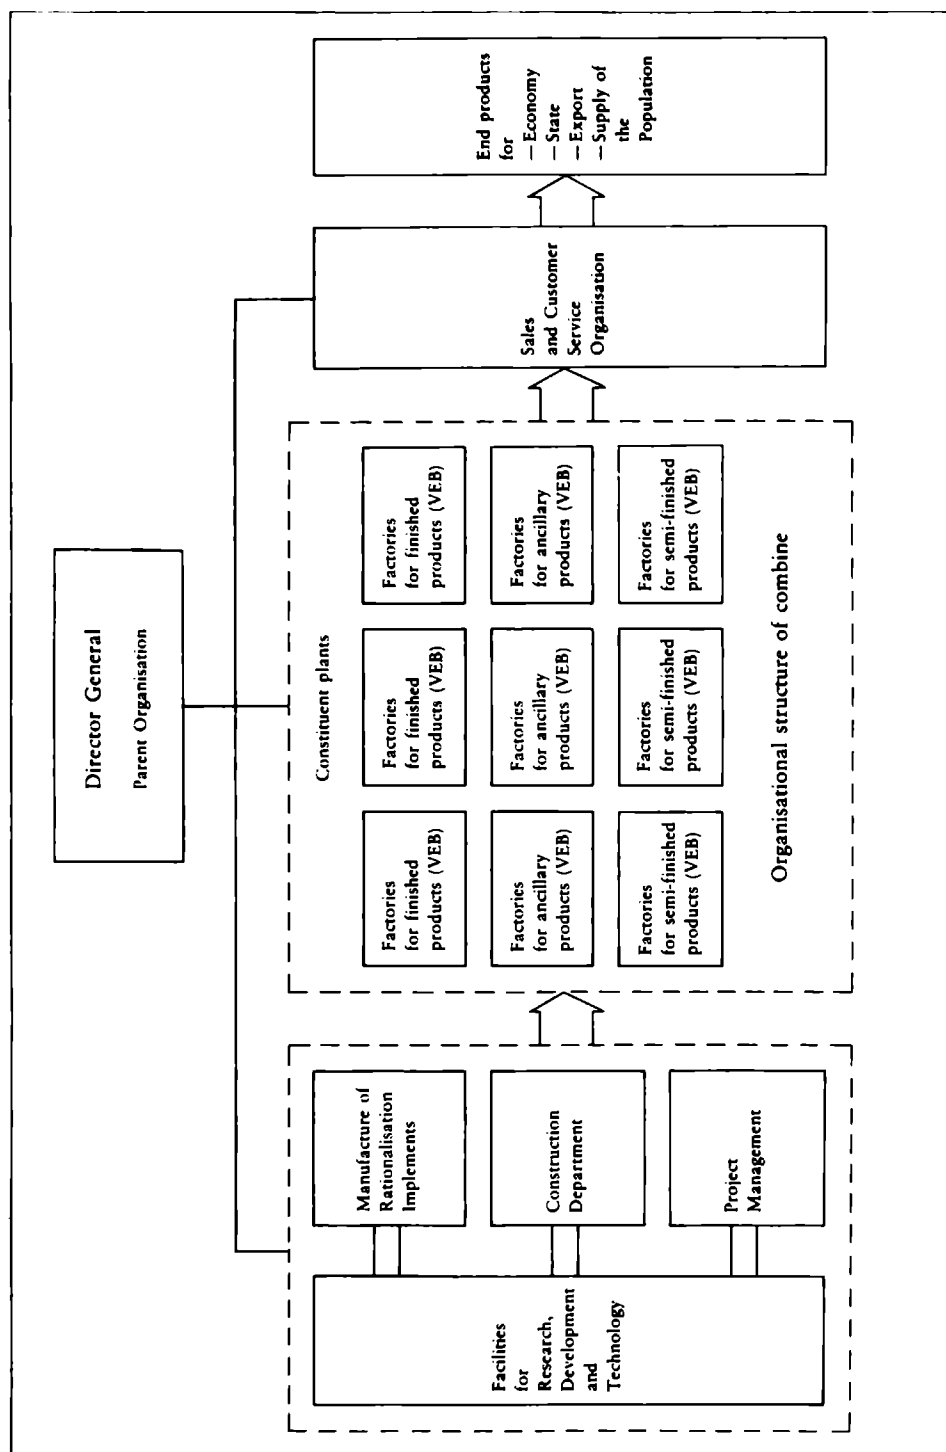 Director General
Parent Organisation
Facilities
for
Research,
Development
and
Technology
Manufacture of
Rationalisation
Implements
Construction
Department
Project
Management
Constituent plants
Factories
for finished
products (VEB)
Factories
for finished
products (VEB)
Factories
for finished
products (VEB)
Factories
for ancillary
products (VEB)
Factories
for ancillary
products (VEB)
Factories
for ancillary
products (VEB)
Factories
for semi-finished
products (VEB)
Factories
for semi-finished
products (VEB)
Factories
for semi-finished
products (VEB)
Organisational structure of combine
Sales
and Customer
Service
Organisation
End products
for
—Economy
—State
—Export
—Supply of
the
Population